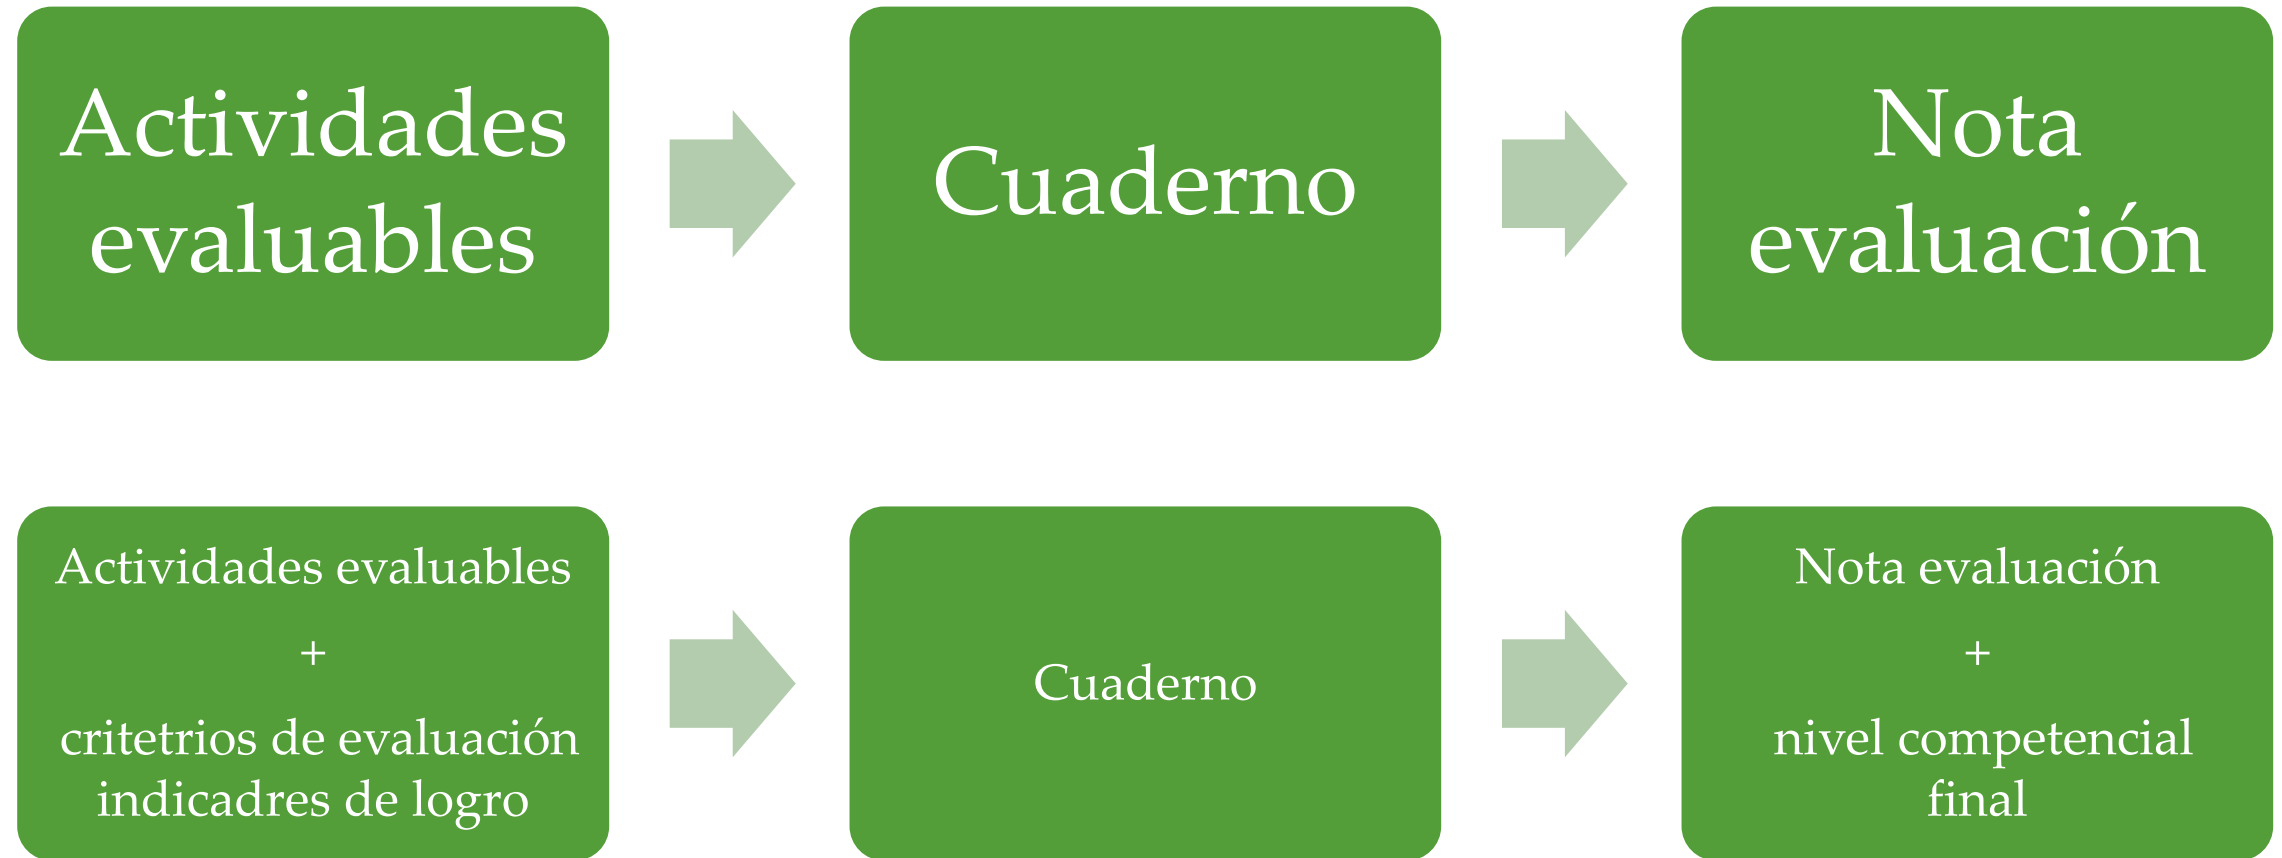 Actividades
evaluables
Cuaderno
Nota
evaluación
Actividades evaluables
+
critetrios de evaluación
indicadres de logro
Cuaderno
Nota evaluación
+
nivel competencial
final